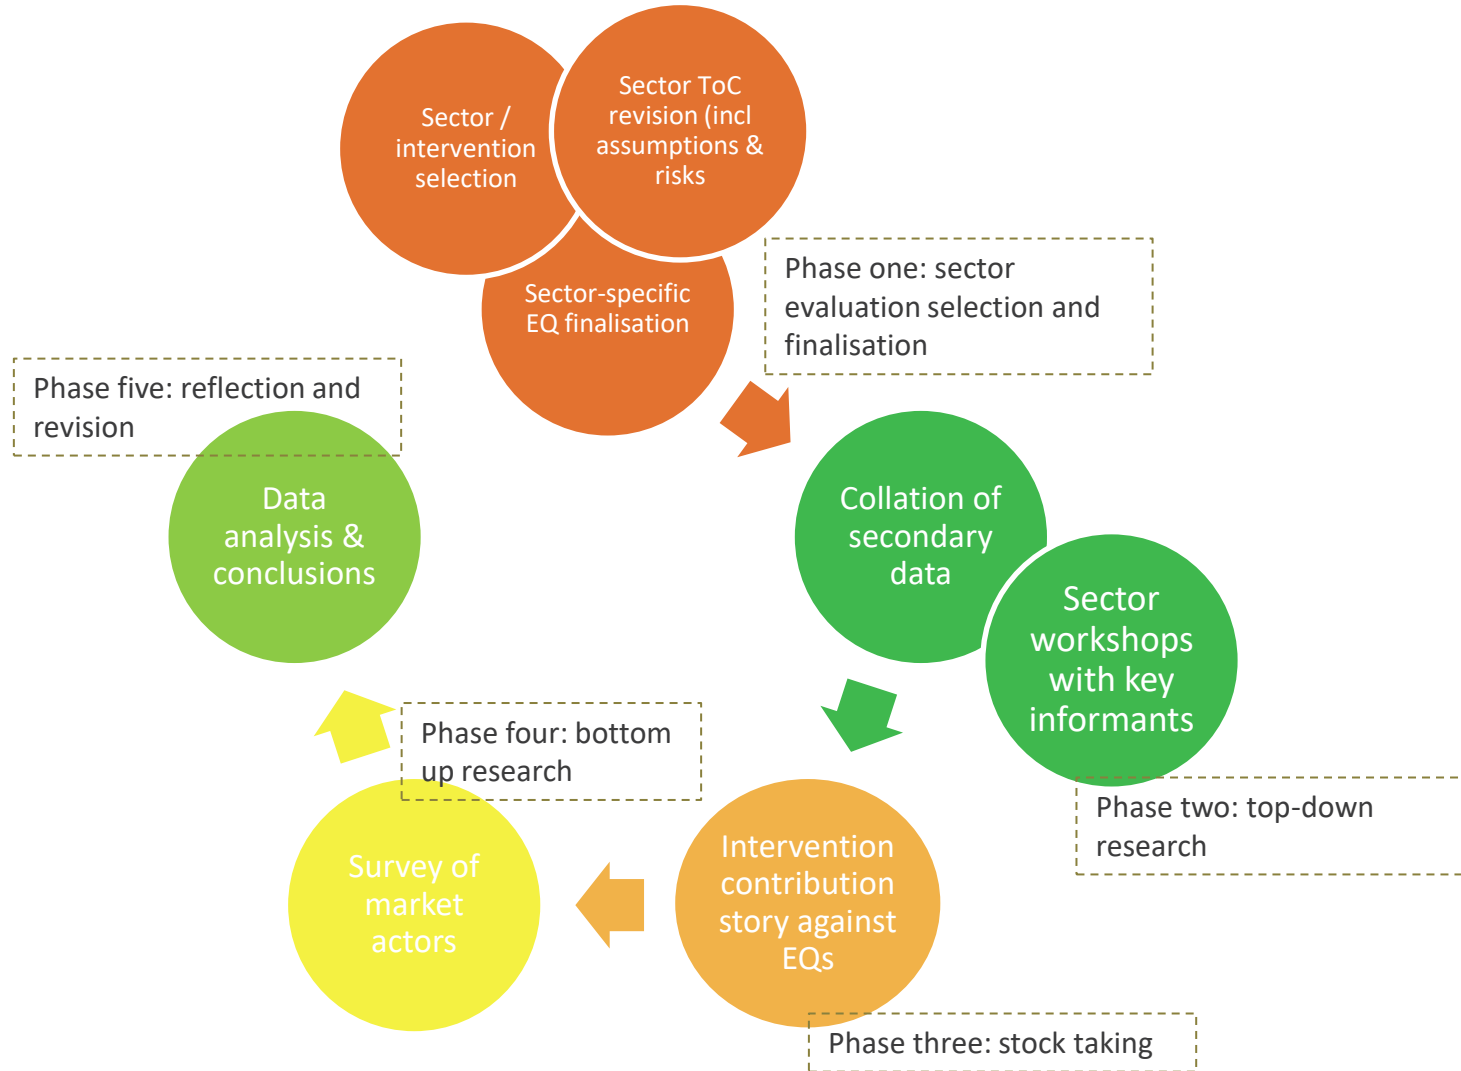 Sector /
intervention
selection
Sector ToC
revision (incl
assumptions &
risks
Sector-specific
EQ finalisation
Phase one: sector
evaluation selection and
finalisation
Collation of
secondary
data
Sector
workshops
with key
informants
Phase two: top-down
research
Intervention
contribution
story against
EQs
Phase three: stock taking
Survey of
market
actors
Phase four: bottom
up research
Data
analysis &
conclusions
Phase five: reflection and
revision